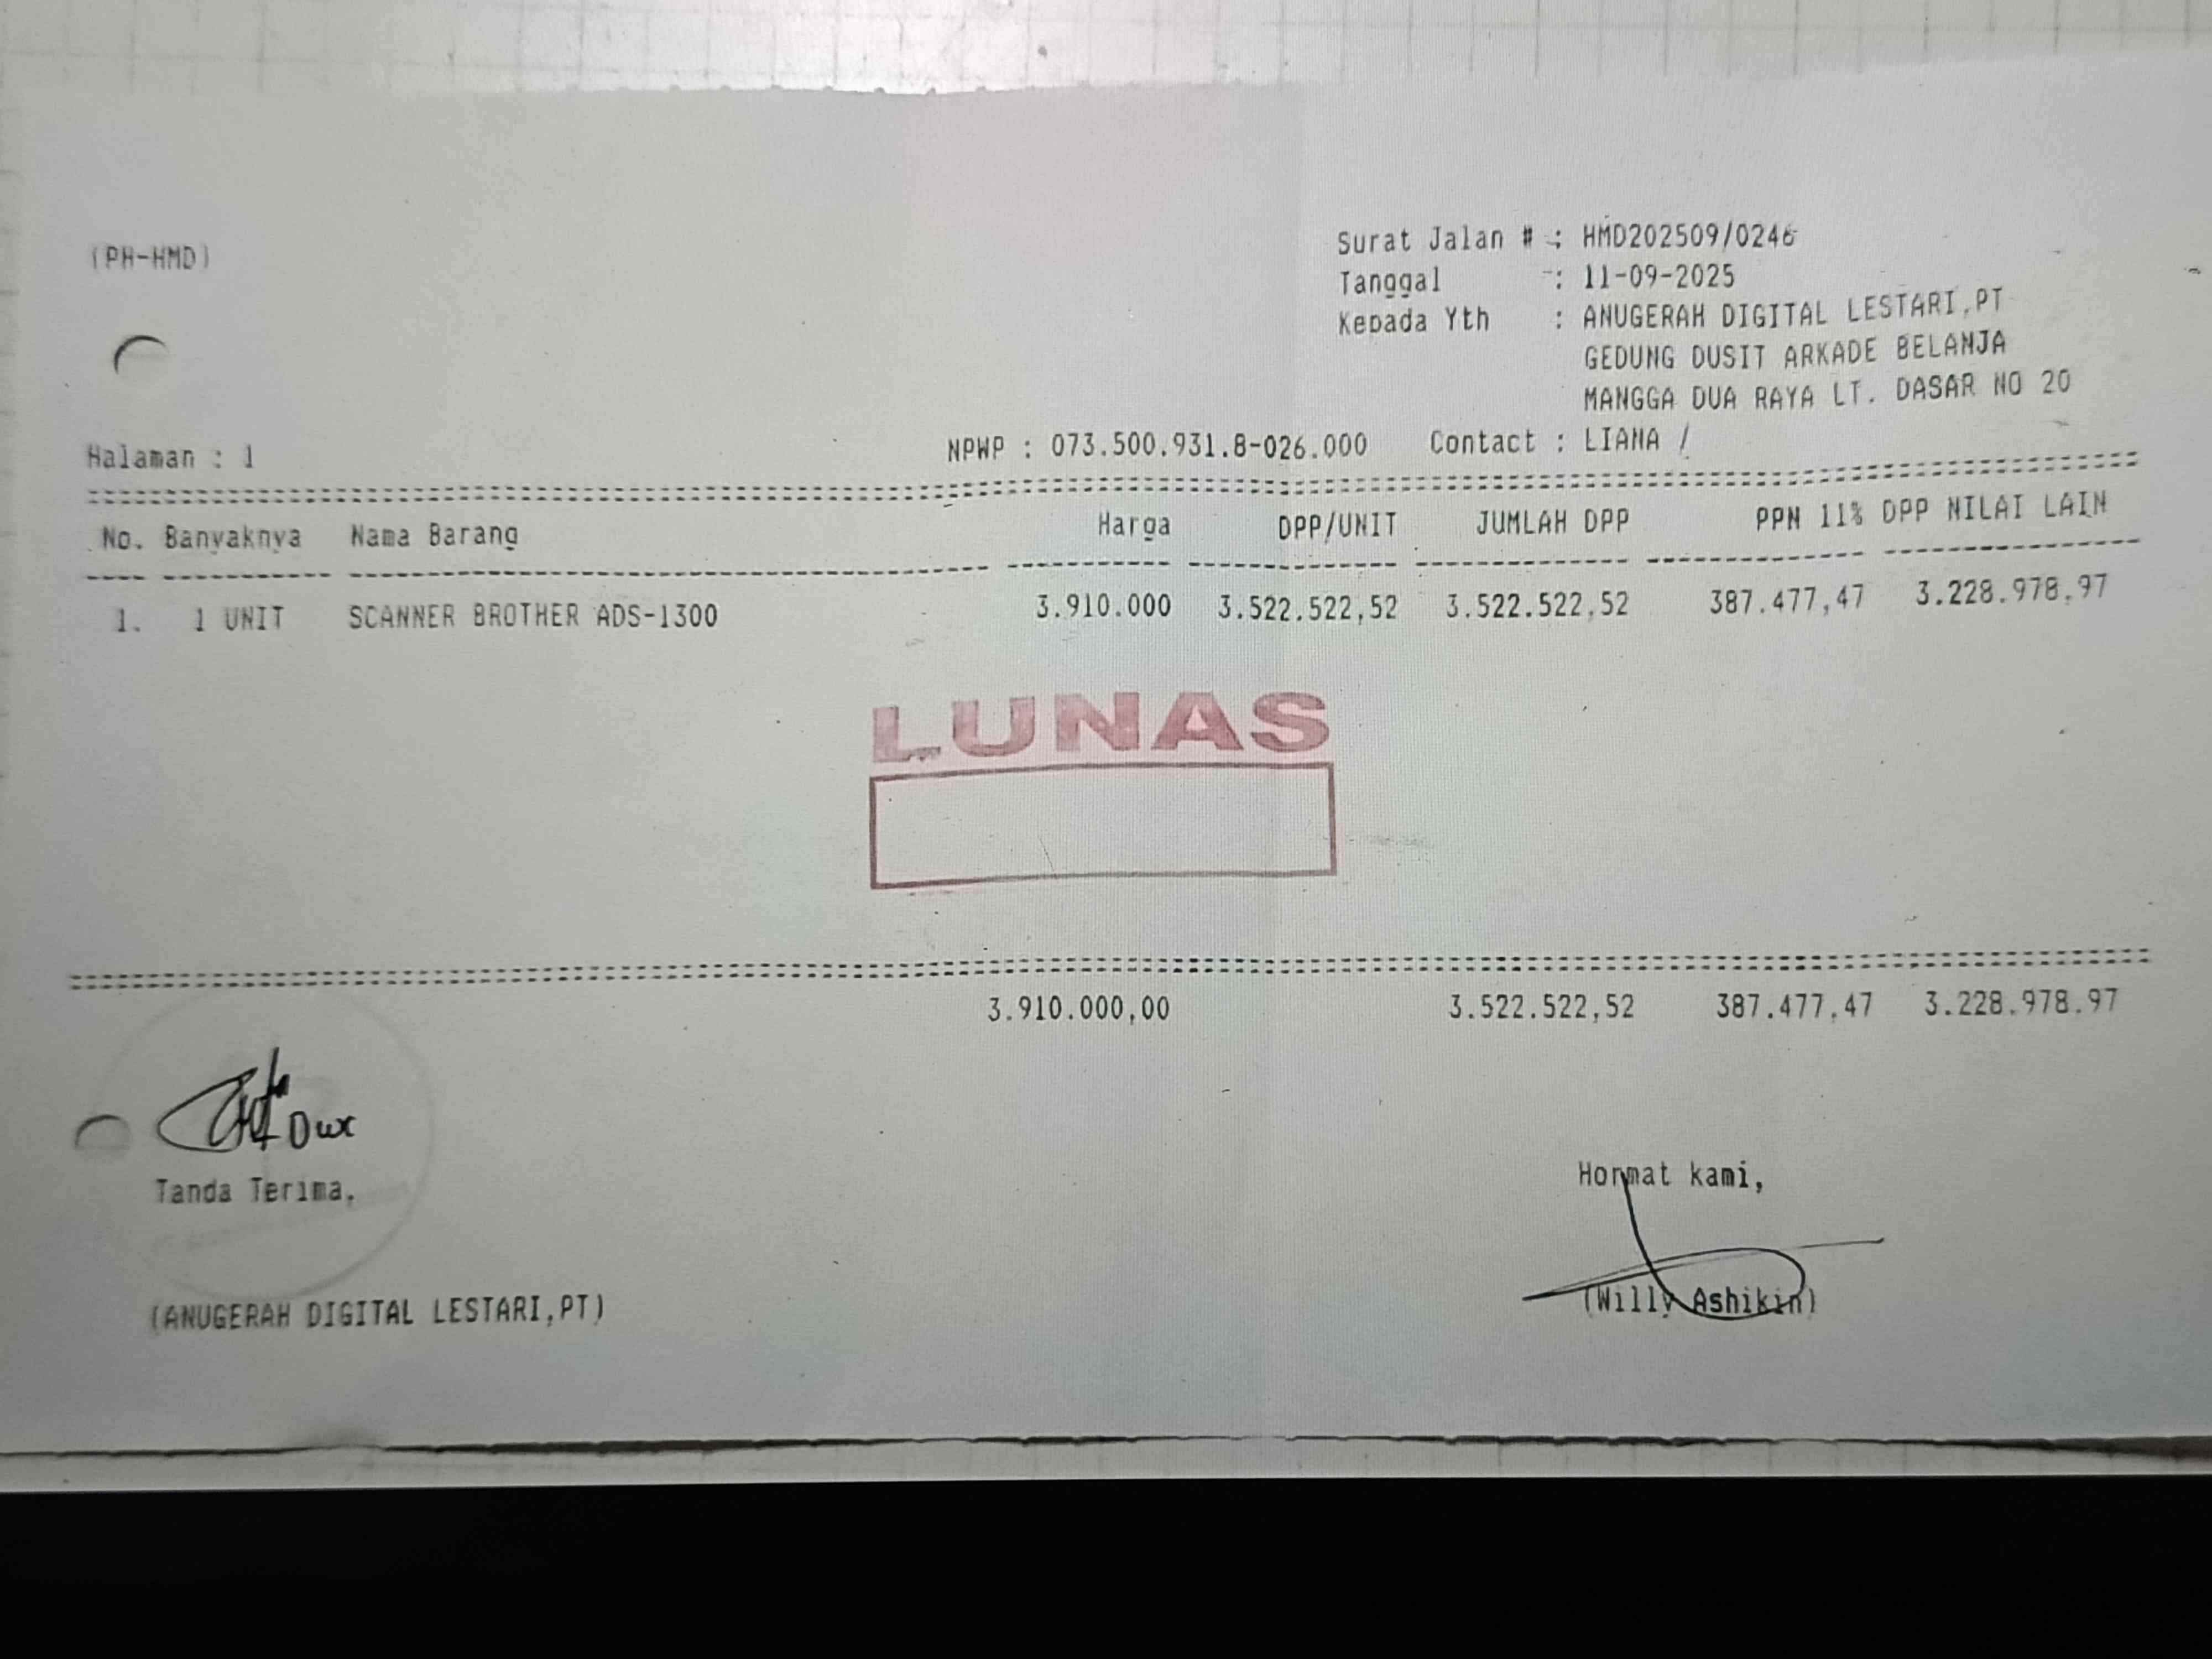 (PH-HMD)
Surat Jalan # : HMD202509/0246
Tanggal : 11-09-2025
Kepada Yth : ANUGERAH DIGITAL LESTARI,PT
GEDUNG DUSIT ARKADE BELANJA
MANGGA DUA RAYA LT. DASAR NO 20
Halaman : 1 NPWP : 073.500.931.8-026.000 Contact : LIANA /
No. Banyaknya Nama Barang Harga DPP/UNIT JUMLAH DPP PPN 11% DPP NILAI LAIN
1. 1 UNIT SCANNER BROTHER ADS-1300 3.910.000 3.522.522,52 3.522.522,52 387.477,47 3.228.978,97
LUNAS
3.910.000,00 3.522.522,52 387.477,47 3.228.978,97
Tanda Terima,
Hormat kami,
(ANUGERAH DIGITAL LESTARI,PT)
(Willy Ashikin)